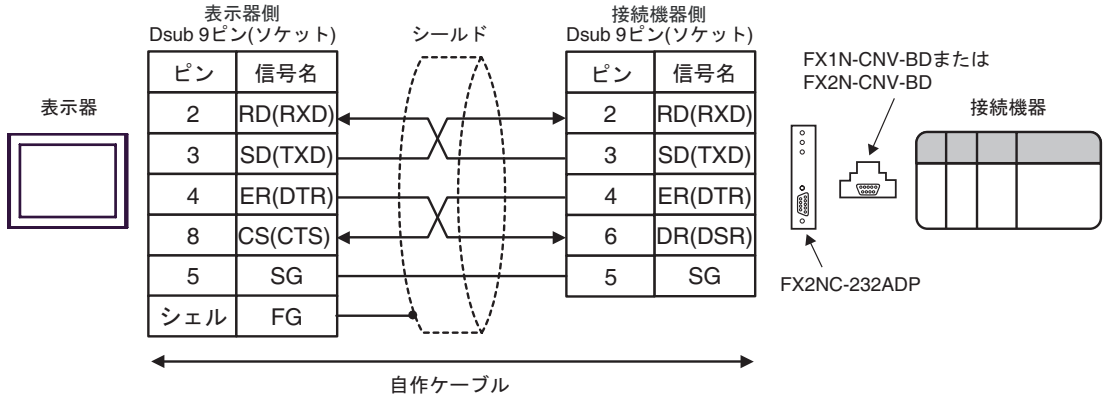 表示器側
Dsub 9ピン(ソケット)
シールド
接続機器側
Dsub 9ピン(ソケット)
ピン 信号名
2 RD(RXD)
3 SD(TXD)
4 ER(DTR)
8 CS(CTS)
5 SG
シェル FG
ピン 信号名
2 RD(RXD)
3 SD(TXD)
4 ER(DTR)
6 DR(DSR)
5 SG
表示器
FX1N-CNV-BDまたは
FX2N-CNV-BD
接続機器
FX2NC-232ADP
自作ケーブル